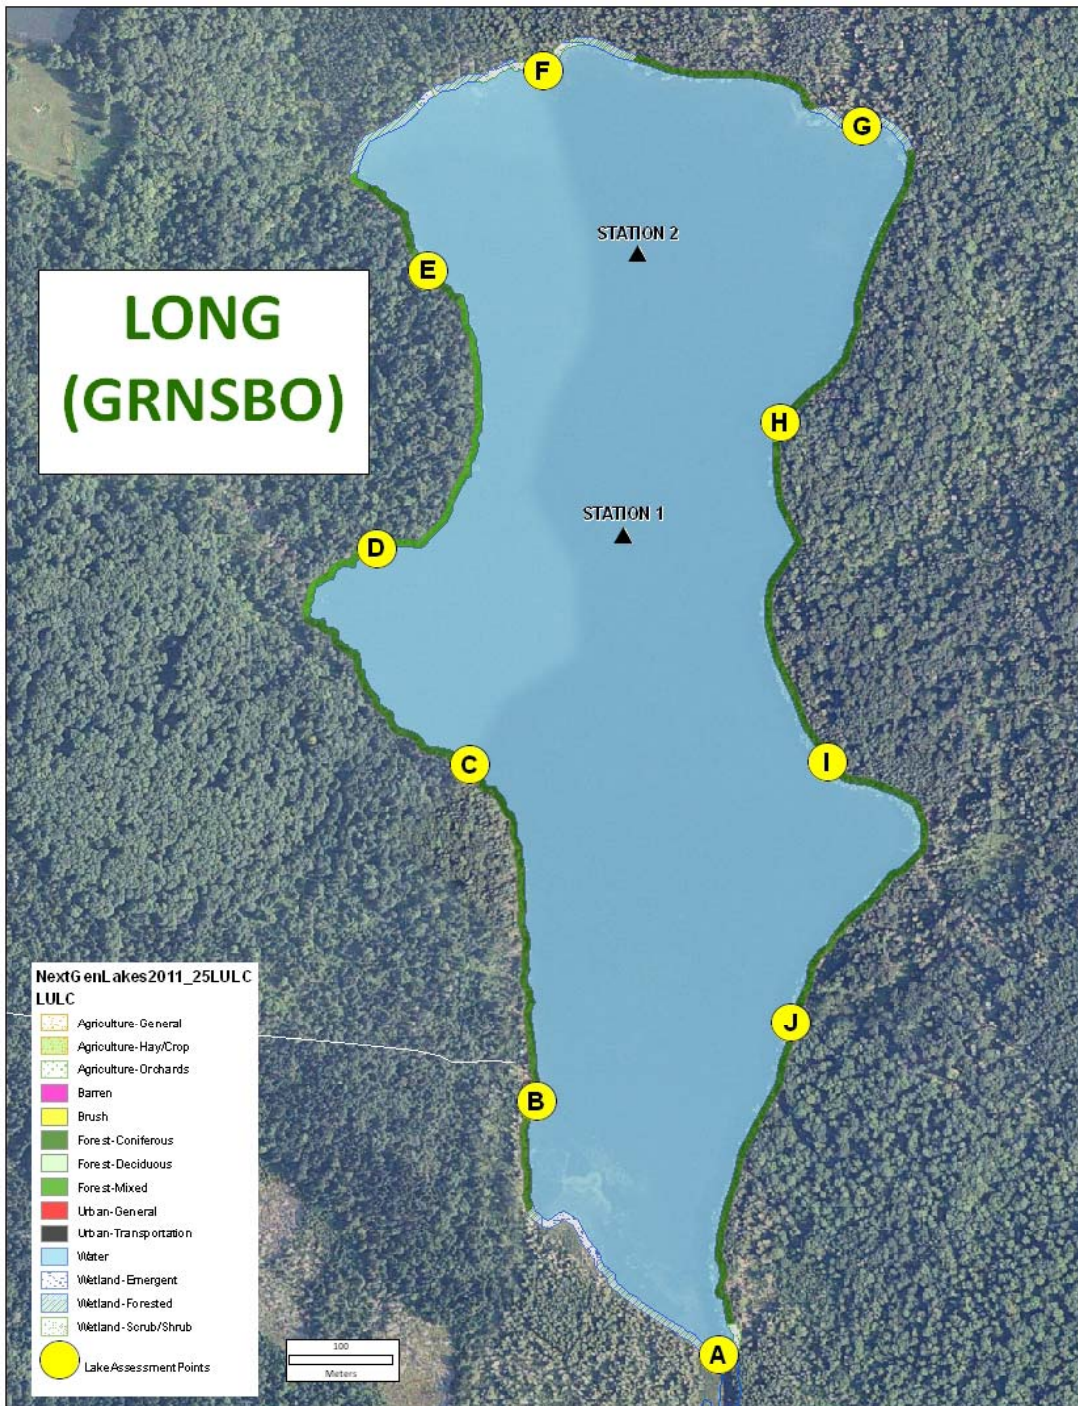 F
G
STATION 2
E
LONG
(GRNSBO)
H
STATION 1
D
I
C
J
B
A
NextGenLakes2011_25LULC
LULC
Agriculture-General
Agriculture-Hay/Crop
Agriculture-Orchards
Barren
Brush
Forest-Coniferous
Forest-Deciduous
Forest-Mixed
Urban-General
Urban-Transportation
Water
Wetland-Emergent
Wetland-Forested
Wetland-Scrub/Shrub
Lake Assessment Points
100
Meters